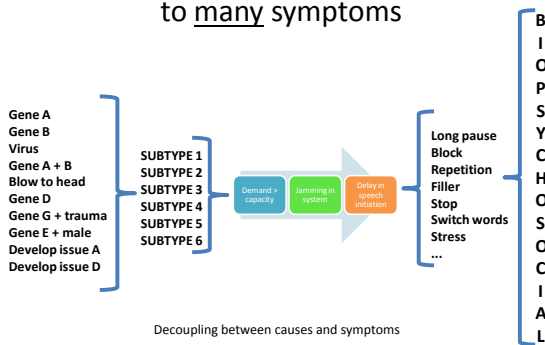 to many symptoms
Gene A
Gene B
Virus
Gene A + B
Blow to head
Gene D
Gene G + trauma
Gene E + male
Develop issue A
Develop issue D
SUBTYPE 1
SUBTYPE 2
SUBTYPE 3
SUBTYPE 4
SUBTYPE 5
SUBTYPE 6
Demand >
capacity
Jamming in
system
Delay in
speech
initiation
Long pause
Block
Repetition
Filler
Stop
Switch words
Stress
...
B
I
O
P
S
Y
C
H
O
S
O
C
I
A
L
Decoupling between causes and symptoms